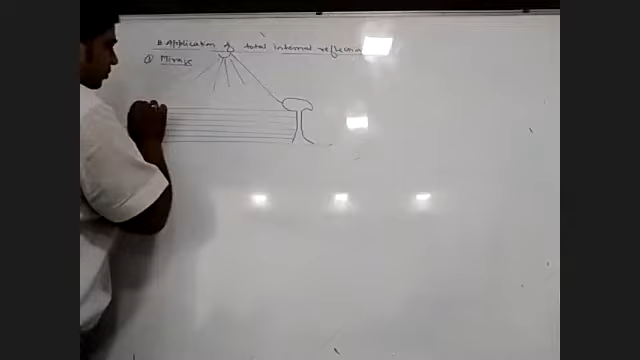 # Application of total internal reflection
① Mirage